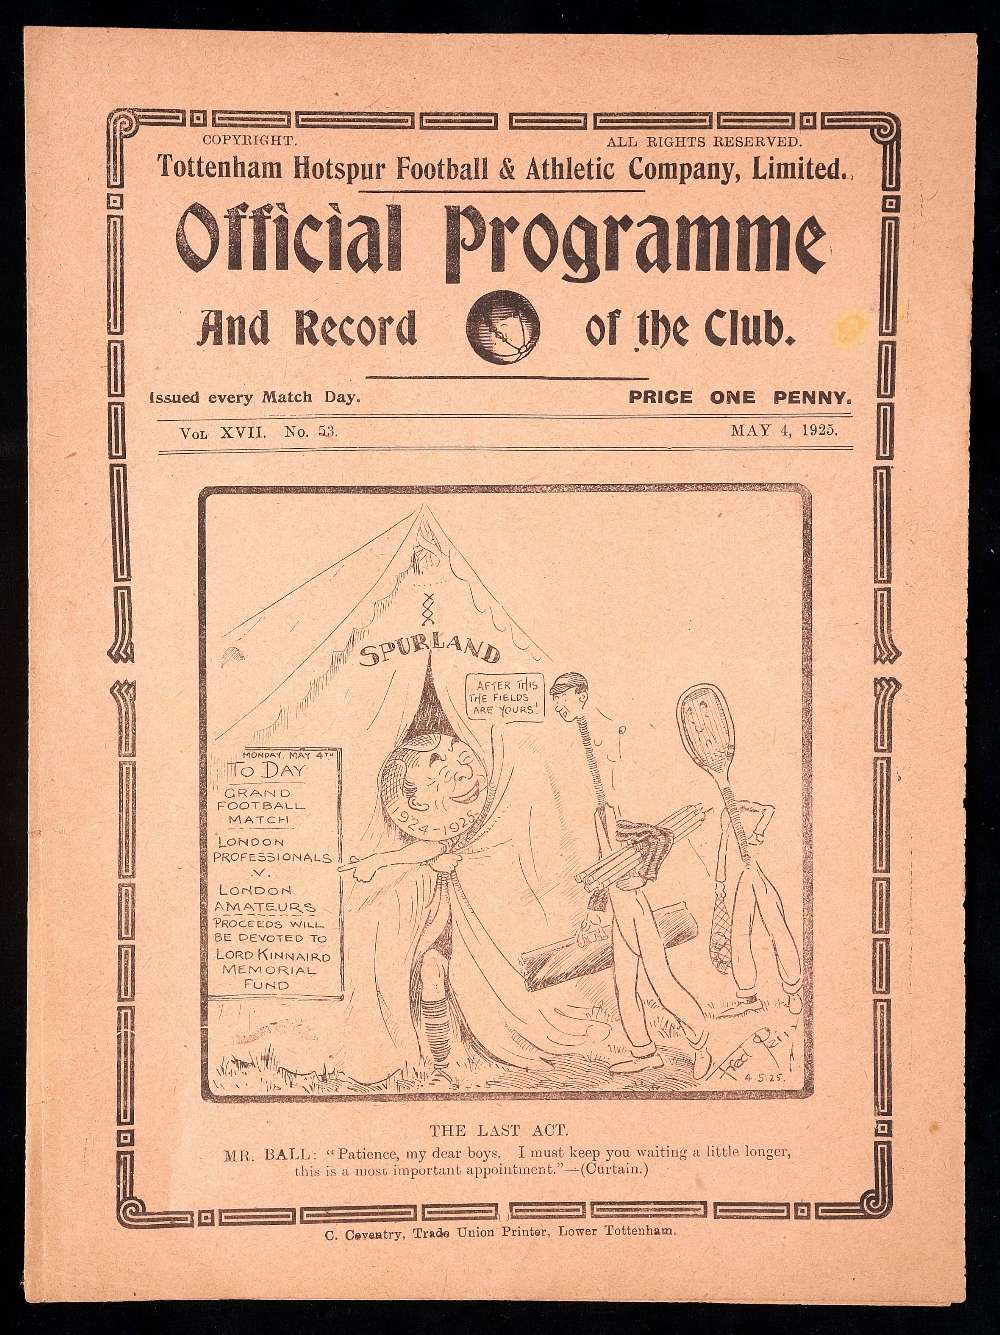 COPYRIGHT. ALL RIGHTS RESERVED.
Tottenham Hotspur Football & Athletic Company, Limited.
Official Programme
And Record of the Club.
Issued every Match Day. PRICE ONE PENNY.
VOL XVII. No. 53. MAY 4, 1925.
SPURLAND
AFTER THIS
THE FIELDS
ARE YOURS!
MONDAY, MAY 4TH
TO DAY
GRAND
FOOTBALL
MATCH
LONDON
PROFESSIONALS
V.
LONDON
AMATEURS
PROCEEDS WILL
BE DEVOTED TO
LORD KINNAIRD
MEMORIAL
FUND
1924-1925
Fred
4.5.25.
THE LAST ACT.
MR. BALL: "Patience, my dear boys. I must keep you waiting a little longer,
this is a most important appointment."—(Curtain.)
C. Coventry, Trade Union Printer, Lower Tottenham.